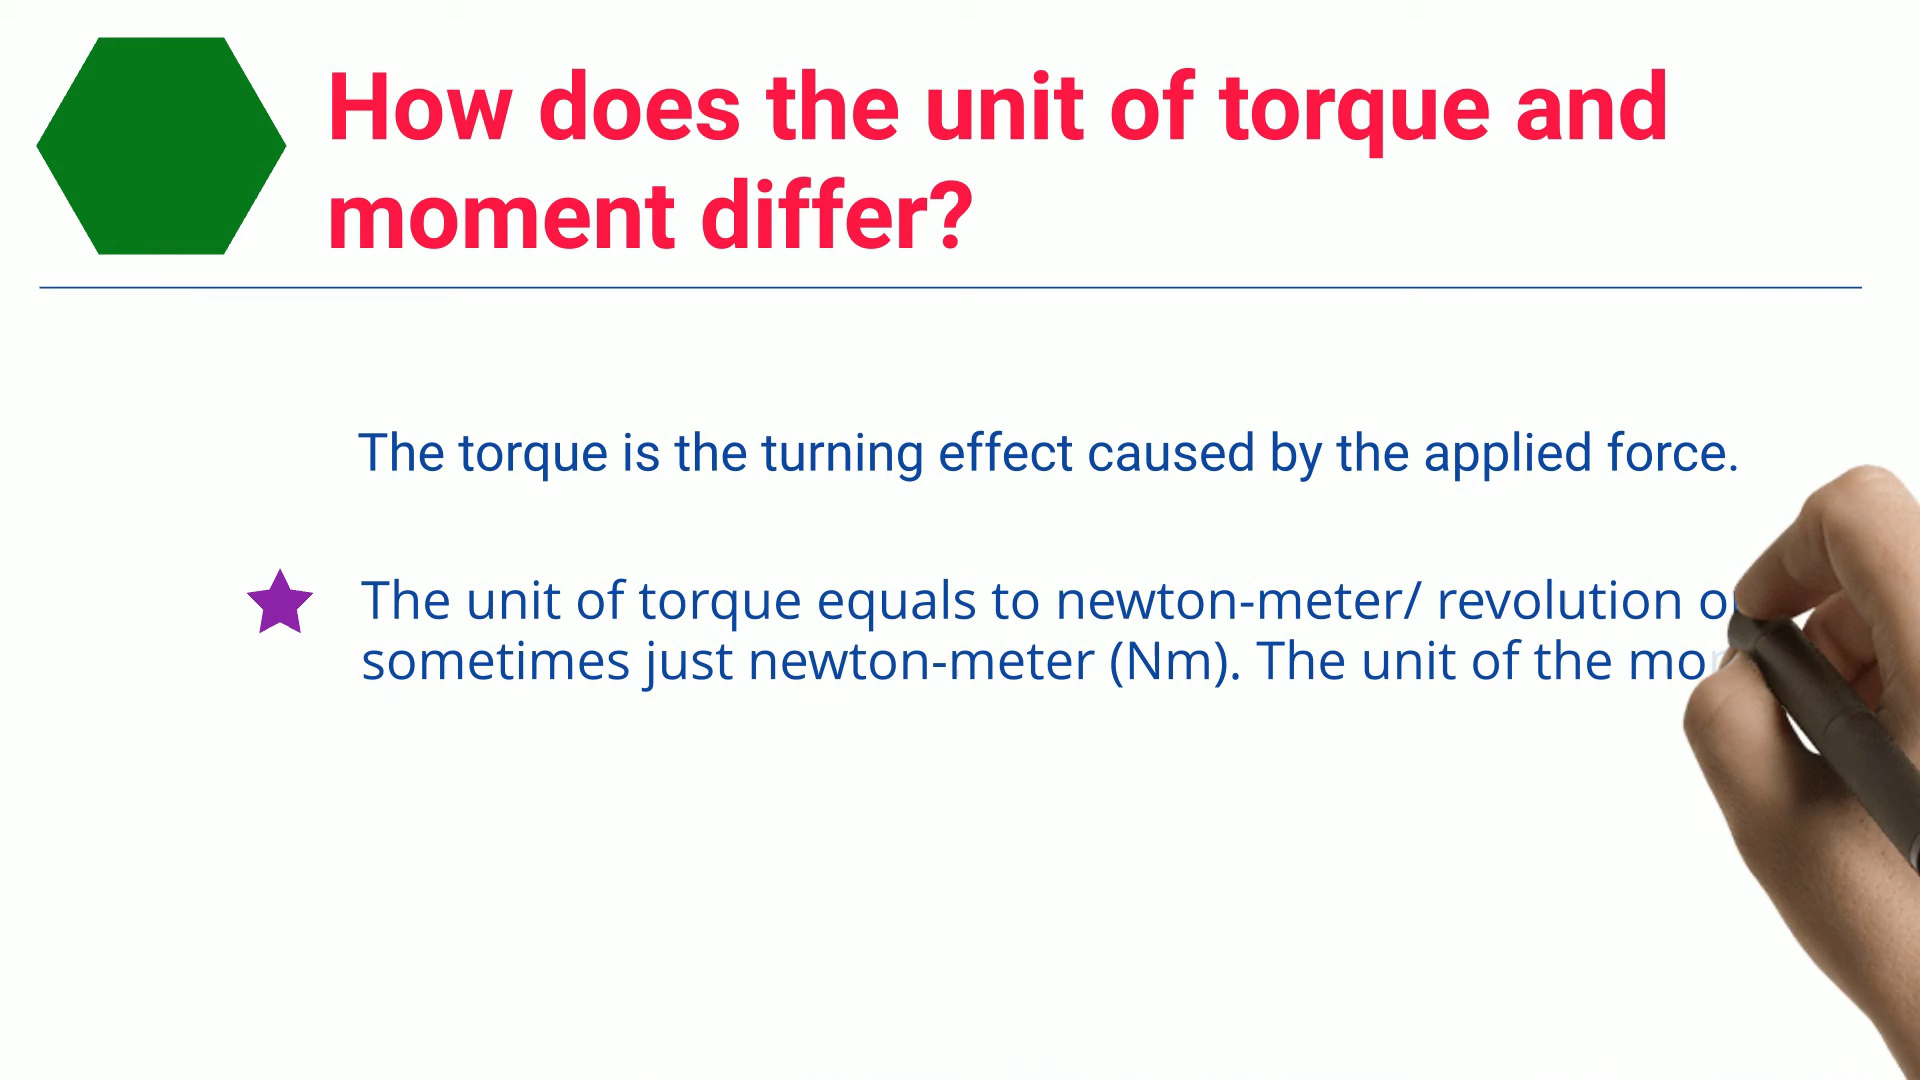 How does the unit of torque and
moment differ?
The torque is the turning effect caused by the applied force.
The unit of torque equals to newton-meter/ revolution
sometimes just newton-meter (Nm). The unit of the